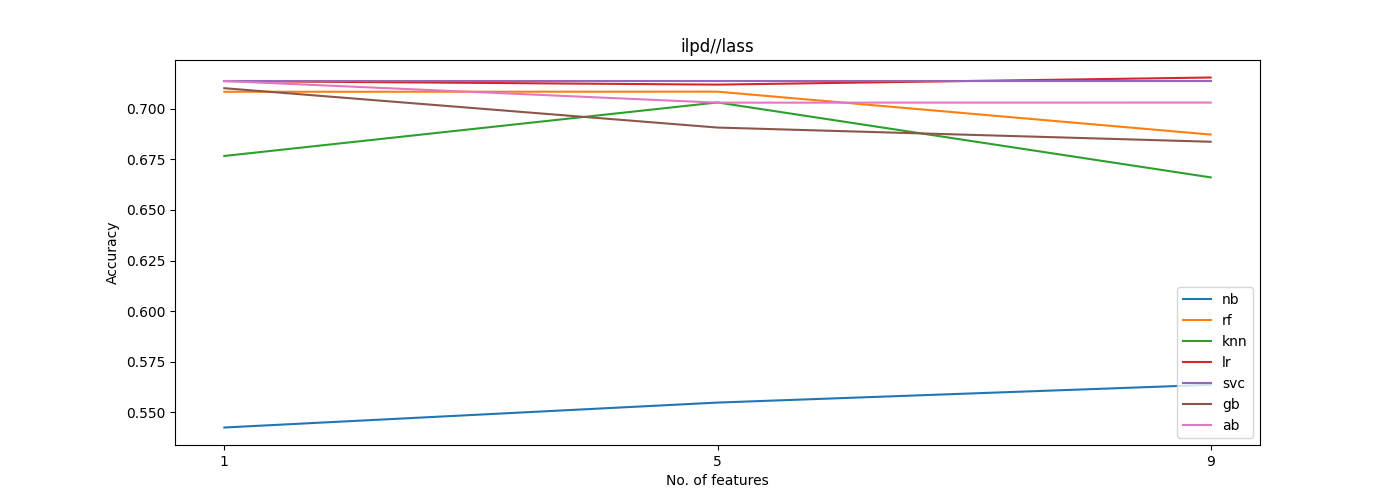 ilpd//lass
Accuracy
0.700
0.675
0.650
0.625
0.600
0.575
0.550
1 5 9
No. of features
nb
rf
knn
lr
svc
gb
ab